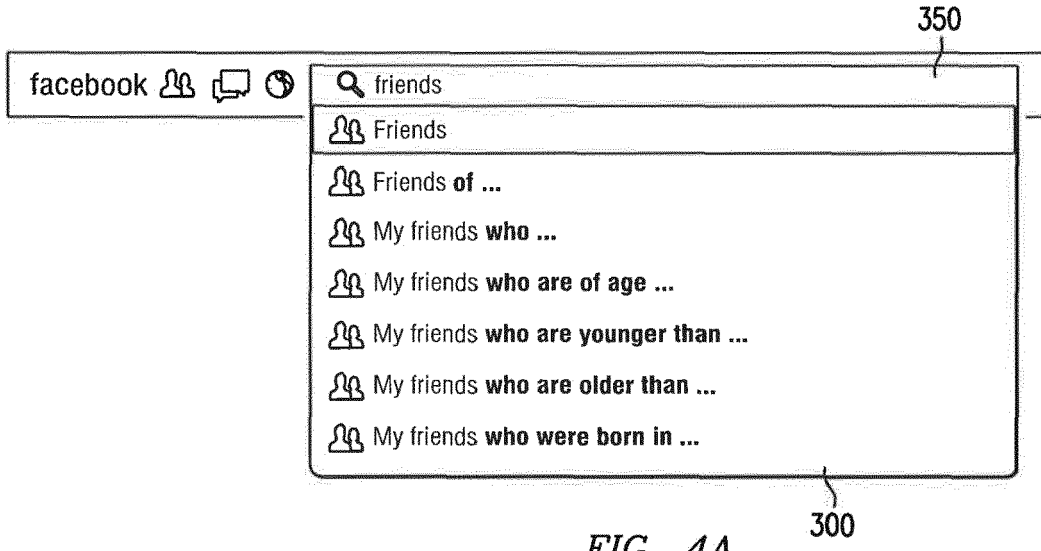 350
facebook friends
Friends
Friends of ...
My friends who ...
My friends who are of age ...
My friends who are younger than ...
My friends who are older than ...
My friends who were born in ...
300
FIG. 4A